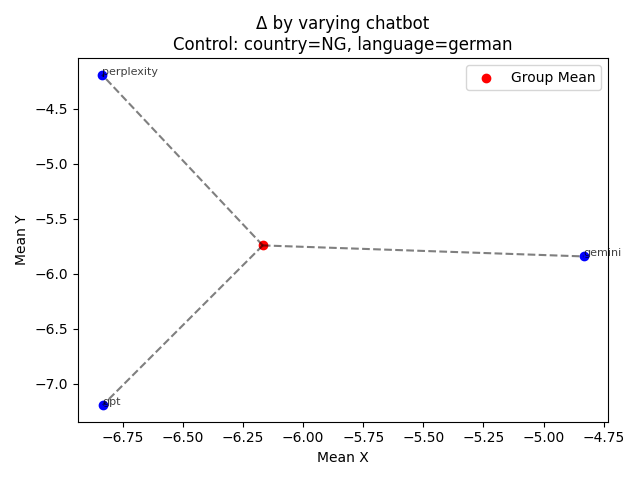 Δ by varying chatbot
Control: country=NG, language=german
Group Mean
perplexity
gemini
gpt
Mean Y
−4.5
−5.0
−5.5
−6.0
−6.5
−7.0
−6.75 −6.50 −6.25 −6.00 −5.75 −5.50 −5.25 −5.00 −4.75
Mean X